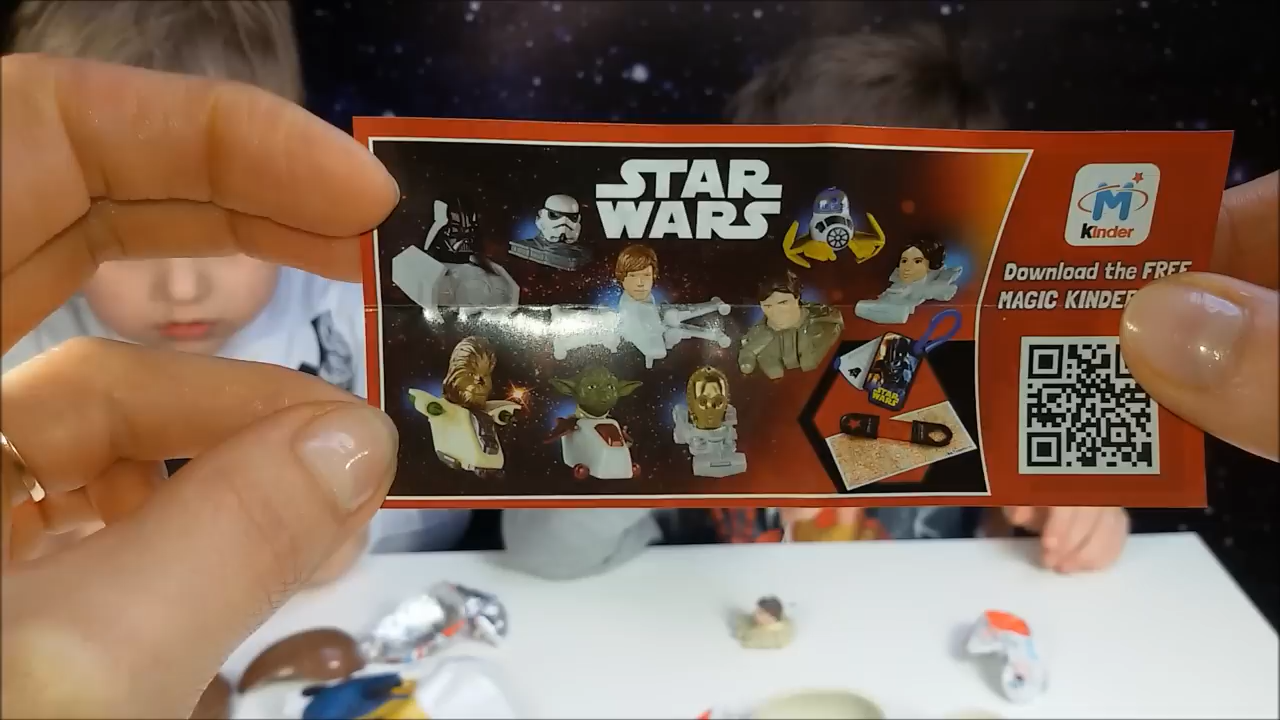 STAR
WARS
M
kinder
Download the FREE
MAGIC KINDER
STAR
WARS